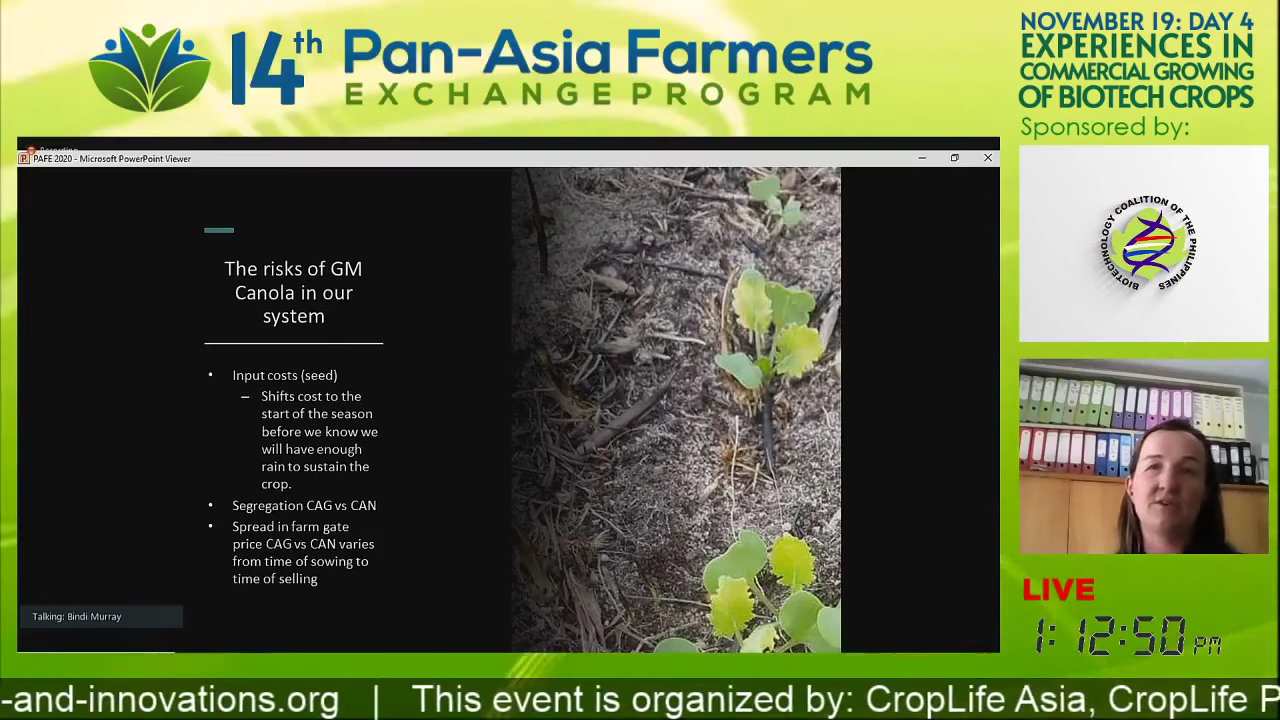 14th Pan-Asia Farmers
EXCHANGE PROGRAM
NOVEMBER 19: DAY 4
EXPERIENCES IN
COMMERCIAL GROWING
OF BIOTECH CROPS
Sponsored by:
BIOTECHNOLOGY COALITION OF THE PHILIPPINES
Recording
PAFE 2020 - Microsoft PowerPoint Viewer
The risks of GM
Canola in our
system
• Input costs (seed)
– Shifts cost to the
start of the season
before we know we
will have enough
rain to sustain the
crop.
• Segregation CAG vs CAN
• Spread in farm gate
price CAG vs CAN varies
from time of sowing to
time of selling
Talking: Bindi Murray
LIVE
1:12:50 PM
-and-innovations.org | This event is organized by: CropLife Asia, CropLife P